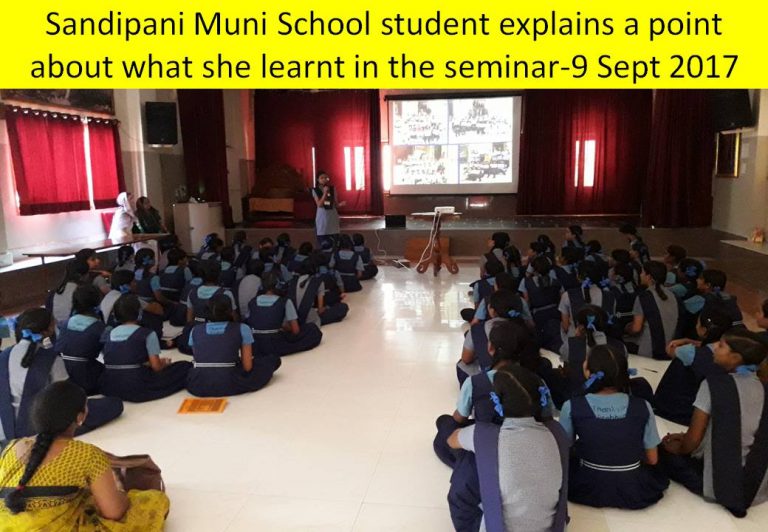 Sandipani Muni School student explains a point
about what she learnt in the seminar-9 Sept 2017